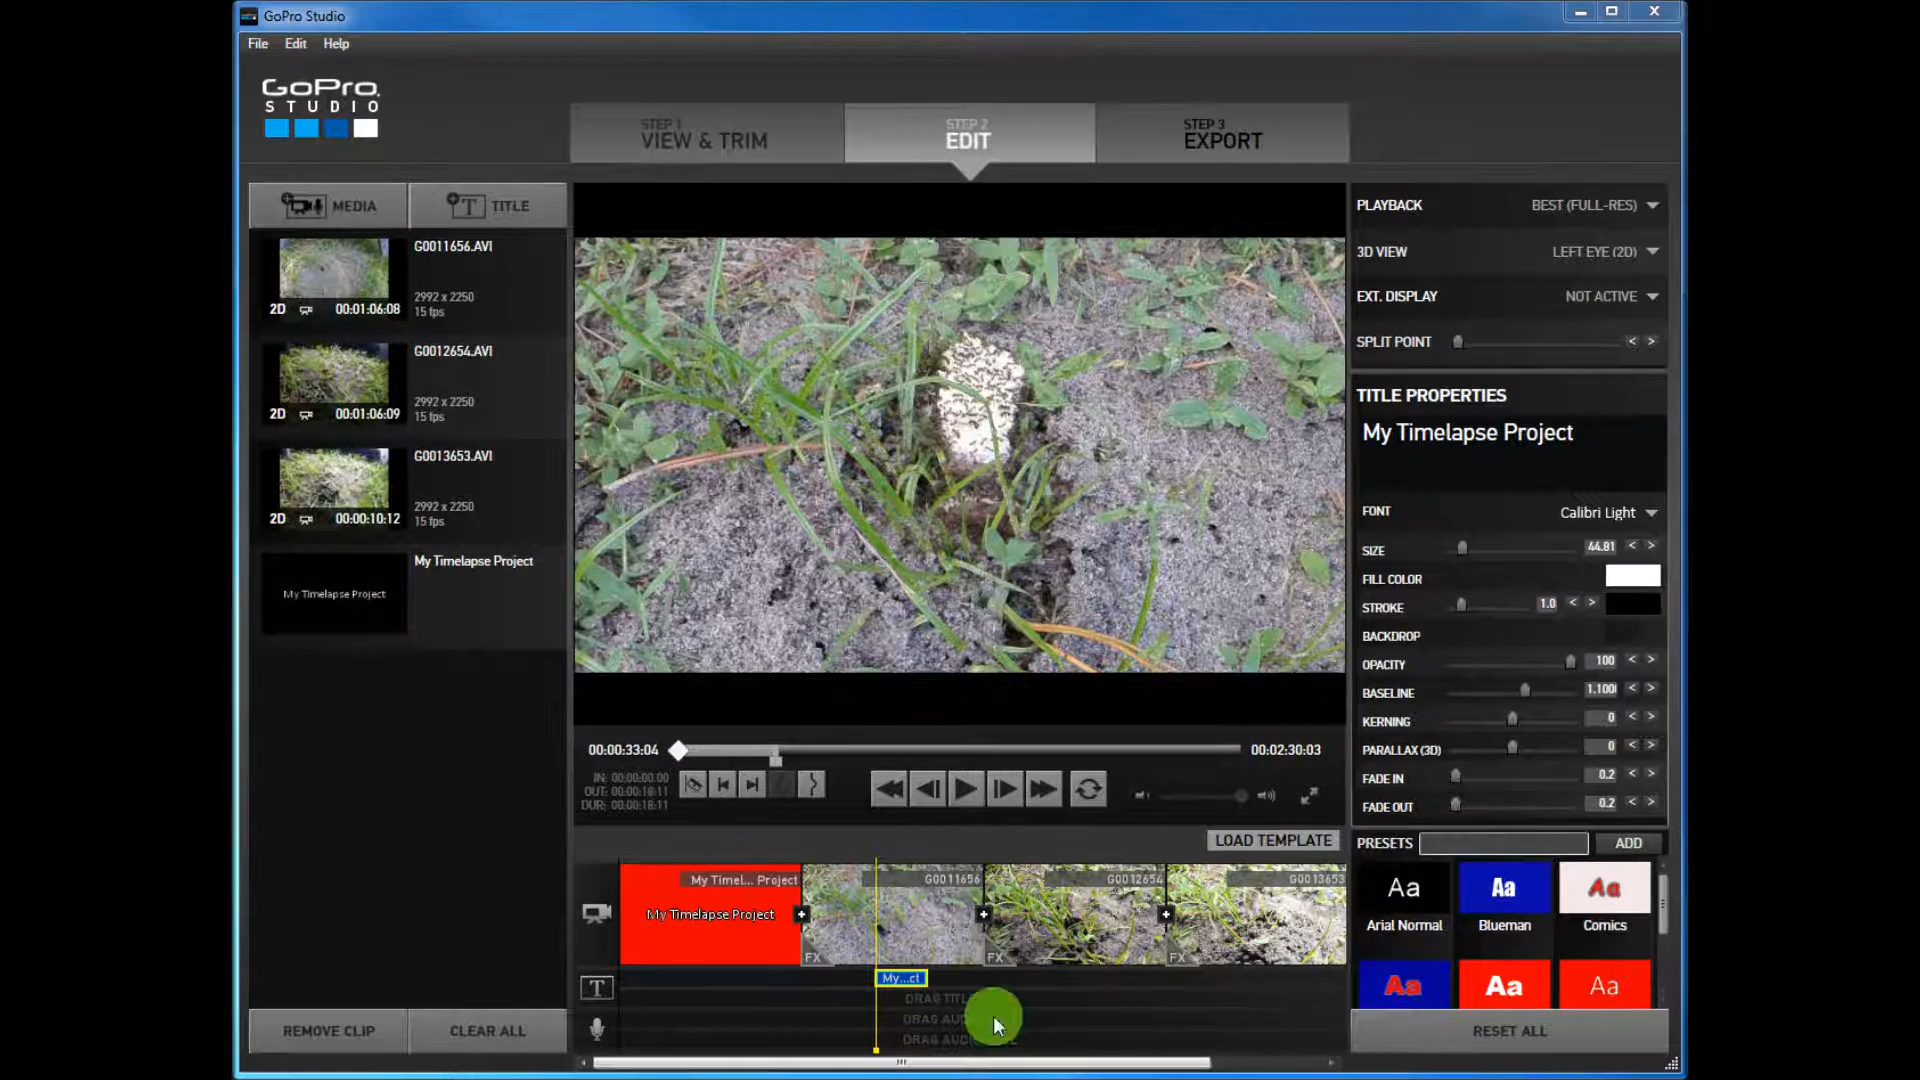 GoPro Studio
File Edit Help
GoPro
STUDIO
STEP 1
VIEW & TRIM
STEP 2
EDIT
STEP 3
EXPORT
MEDIA
TITLE
G0011656.AVI
2992 x 2250
15 fps
2D 00:01:06:08
G0012654.AVI
2992 x 2250
15 fps
2D 00:01:06:09
G0013653.AVI
2992 x 2250
15 fps
2D 00:00:10:12
My Timelapse Project
My Timelapse Project
REMOVE CLIP
CLEAR ALL
00:00:33:04
00:02:30:03
IN: 00:00:00:00
OUT: 00:00:18:11
DUR: 00:00:18:11
LOAD TEMPLATE
My Timel... Project
My Timelapse Project
G0011656
FX
G0012654
FX
G0013653
FX
T
My...ct
DRAG TITL
DRAG AUD
DRAG AUDI
PLAYBACK BEST (FULL-RES)
3D VIEW LEFT EYE (2D)
EXT. DISPLAY NOT ACTIVE
SPLIT POINT < >
TITLE PROPERTIES
My Timelapse Project
FONT Calibri Light
SIZE 44.81 < >
FILL COLOR
STROKE 1.0 < >
BACKDROP
OPACITY 100 < >
BASELINE 1.100 < >
KERNING 0 < >
PARALLAX (3D) 0 < >
FADE IN 0.2 < >
FADE OUT 0.2 < >
PRESETS ADD
Aa Aa Aa
Arial Normal Blueman Comics
Aa Aa Aa
RESET ALL